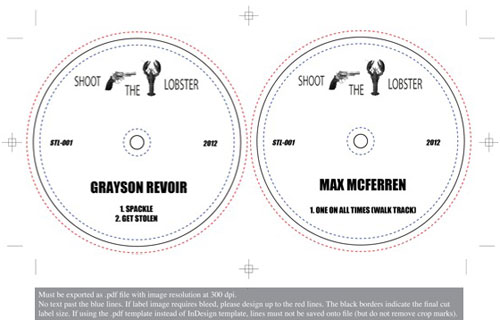 SHOOT THE LOBSTER
STL-001 2012
GRAYSON REVOIR
1. SPACKLE
2. GET STOLEN
SHOOT THE LOBSTER
STL-001 2012
MAX MCFERREN
1. ONE ON ALL TIMES (WALK TRACK)
Must be exported as .pdf file with image resolution at 300 dpi.
No text past the blue lines. If label image requires bleed, please design up to the red lines. The black borders indicate the final cut
label size. If using the .pdf template instead of InDesign template, lines must not be saved onto file (but do not remove crop marks).